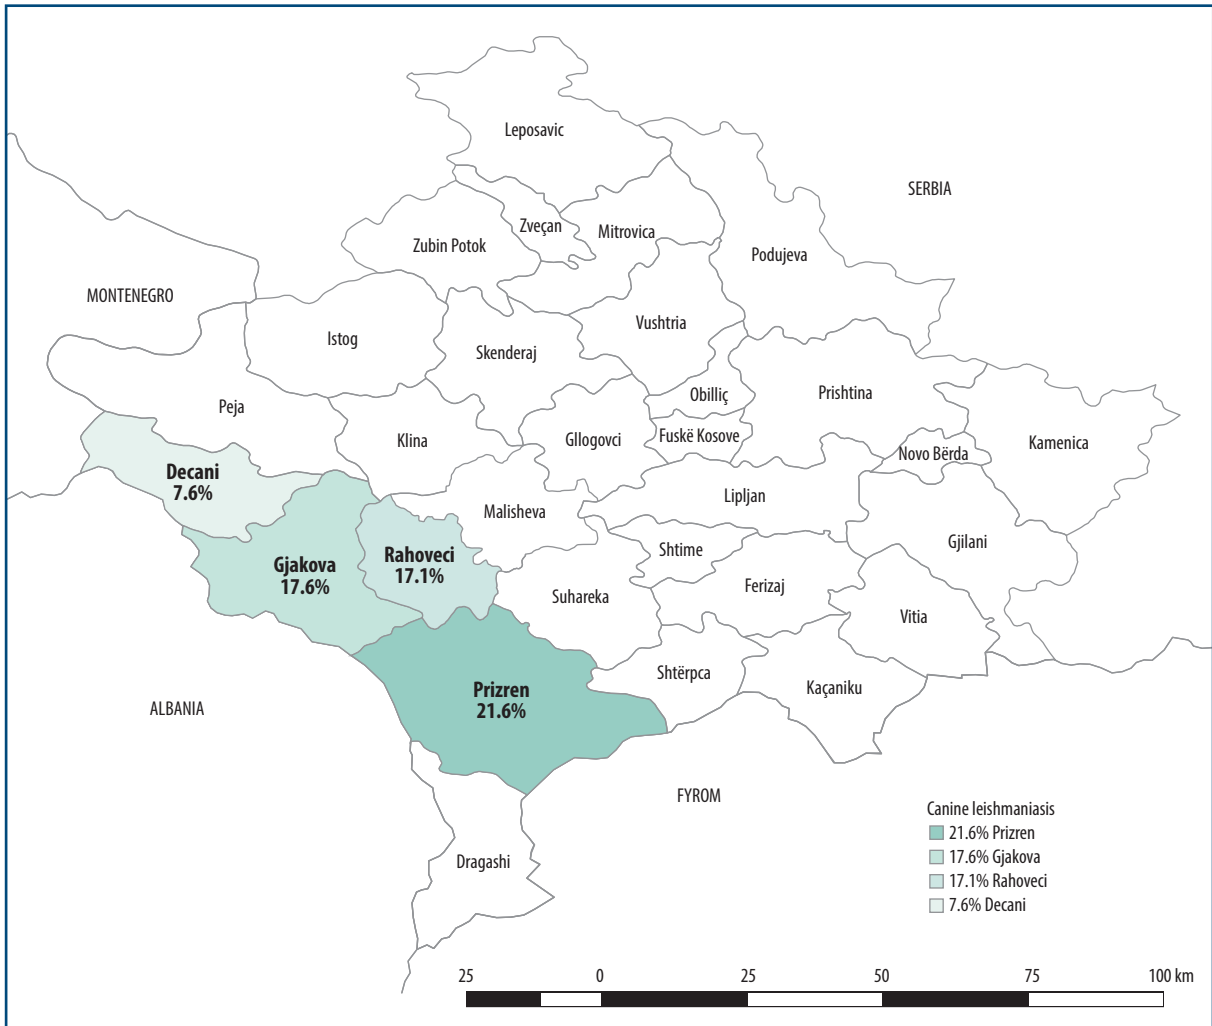 Leposavic
SERBIA
Zveçan
Mitrovica
Zubin Potok
Podujeva
MONTENEGRO
Vushtria
Istog
Skenderaj
Obilliç
Prishtina
Peja
Klina
Gllogovci
Fuskë Kosove
Kamenica
Novo Bërda
Decani
7.6%
Lipljan
Malisheva
Gjilani
Shtime
Rahoveci
17.1%
Gjakova
17.6%
Ferizaj
Suhareka
Vitia
Shtërpca
Kaçaniku
Prizren
21.6%
ALBANIA
FYROM
Dragashi
Canine leishmaniasis
21.6% Prizren
17.6% Gjakova
17.1% Rahoveci
7.6% Decani
25 0 25 50 75 100 km